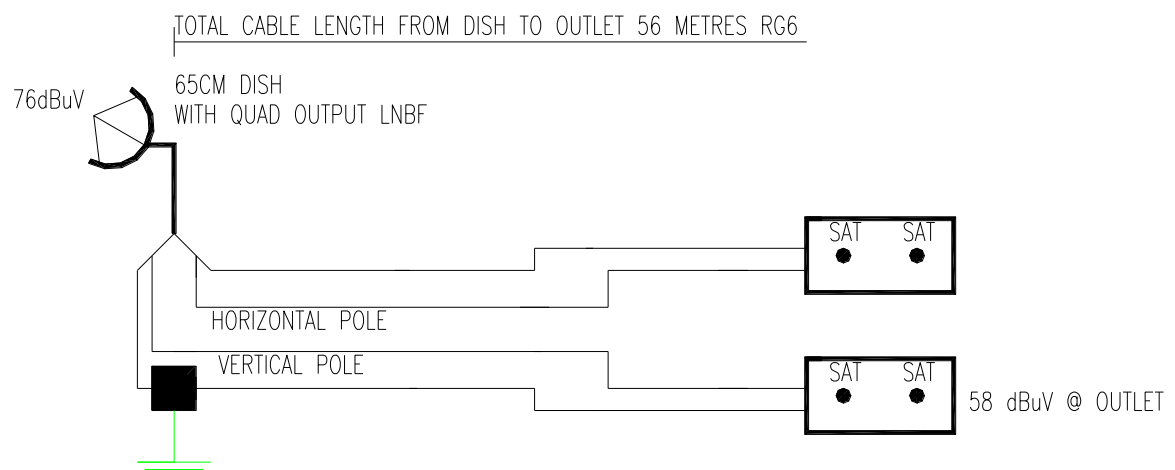 TOTAL CABLE LENGTH FROM DISH TO OUTLET 56 METRES RG6
76dBuV
65CM DISH
WITH QUAD OUTPUT LNBF
SAT SAT
HORIZONTAL POLE
VERTICAL POLE
SAT SAT
58 dBuV @ OUTLET